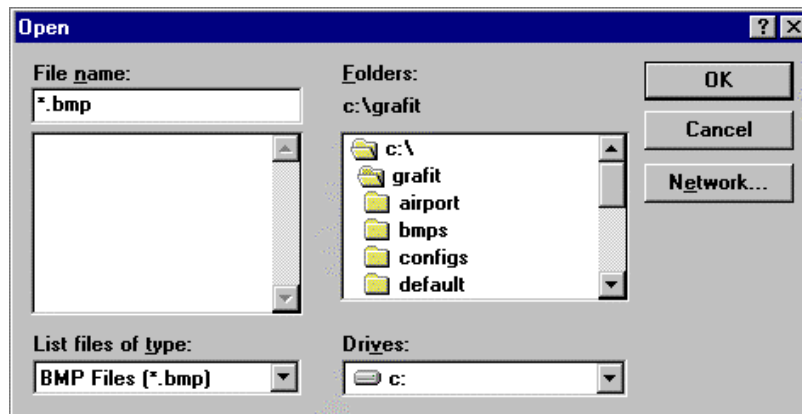 Open
File name:
*.bmp
Folders:
c:\grafit
c:\
grafit
airport
bmps
configs
default
OK
Cancel
Network...
List files of type:
BMP Files (*.bmp)
Drives:
c: